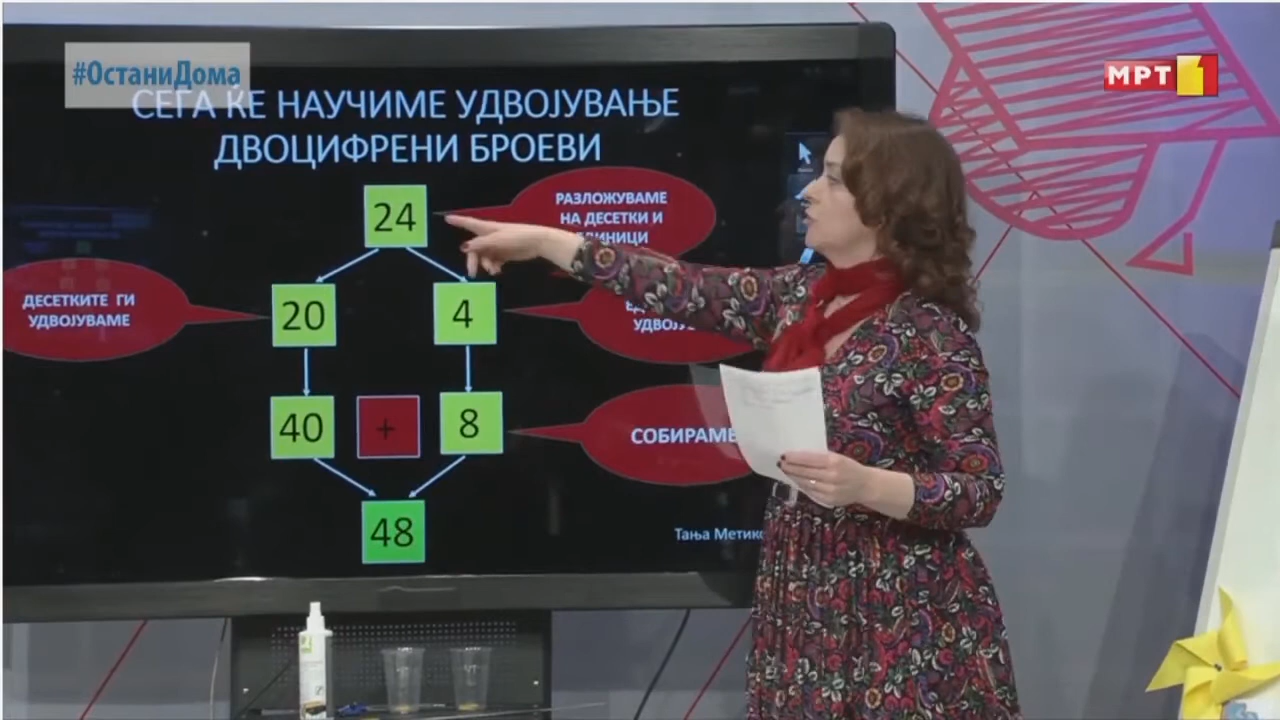 #ОстаниДома
МРТ 1
СЕГА ЌЕ НАУЧИМЕ УДВОЈУВАЊЕ
ДВОЦИФРЕНИ БРОЕВИ
24
РАЗЛОЖУВАМЕ
НА ДЕСЕТКИ И
ДЕСЕТКИТЕ ГИ
УДВОЈУВАМЕ
20
4
40
+
8
СОБИРАМЕ
48
Тања